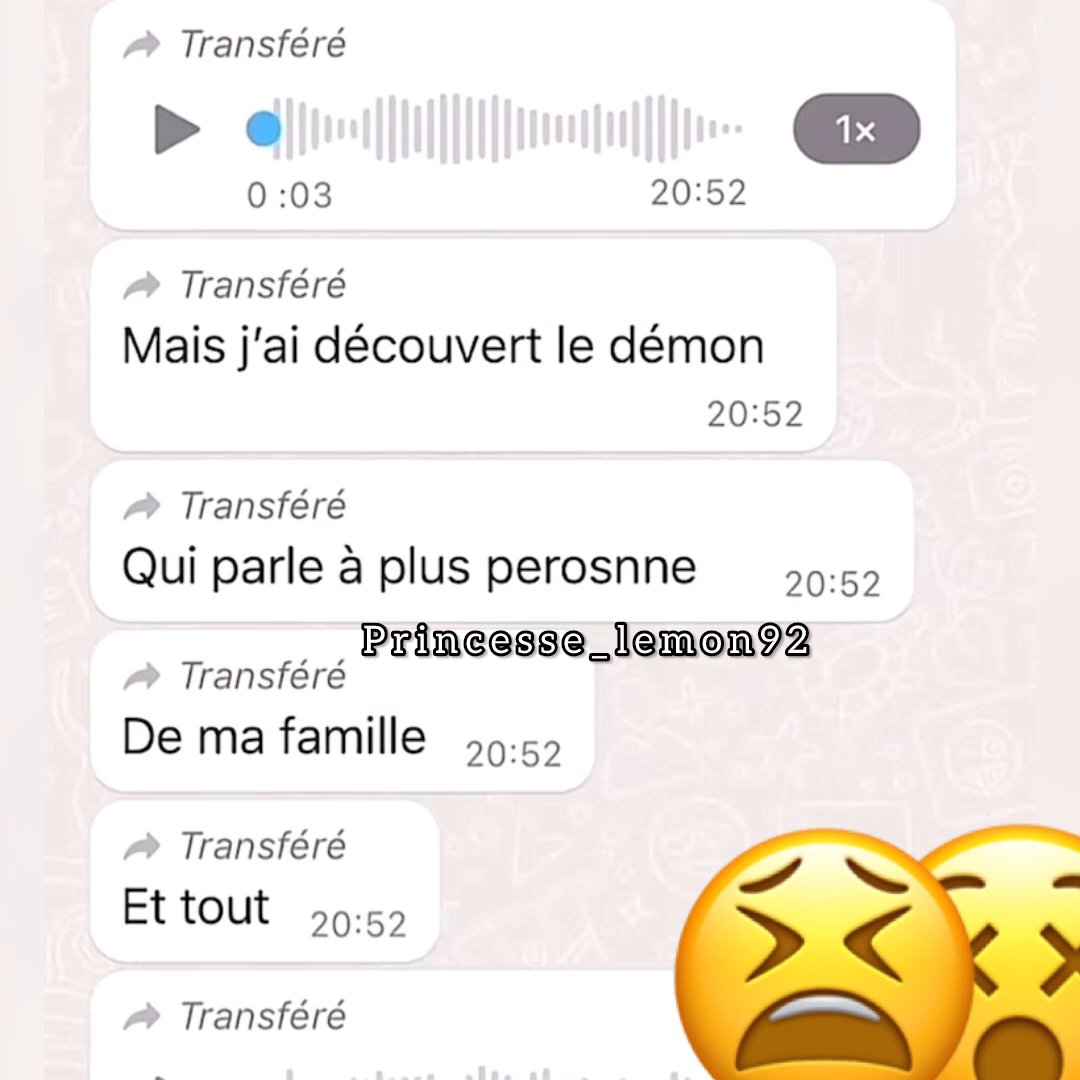 Transféré
1x
0 :03 20:52
Transféré
Mais j’ai découvert le démon
20:52
Transféré
Qui parle à plus perosnne 20:52
Princesse_lemon92
Transféré
De ma famille 20:52
Transféré
Et tout 20:52
Transféré